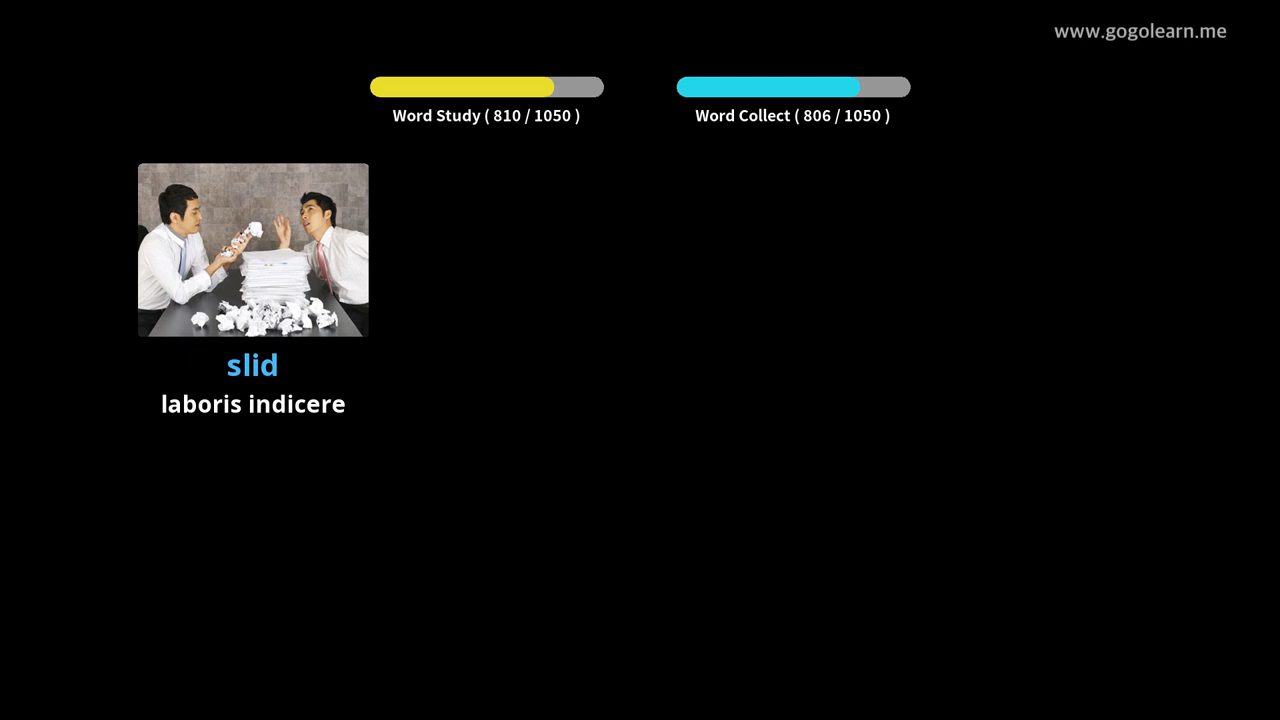 www.gogolearn.me
Word Study ( 810 / 1050 )
Word Collect ( 806 / 1050 )
slid
laboris indicere